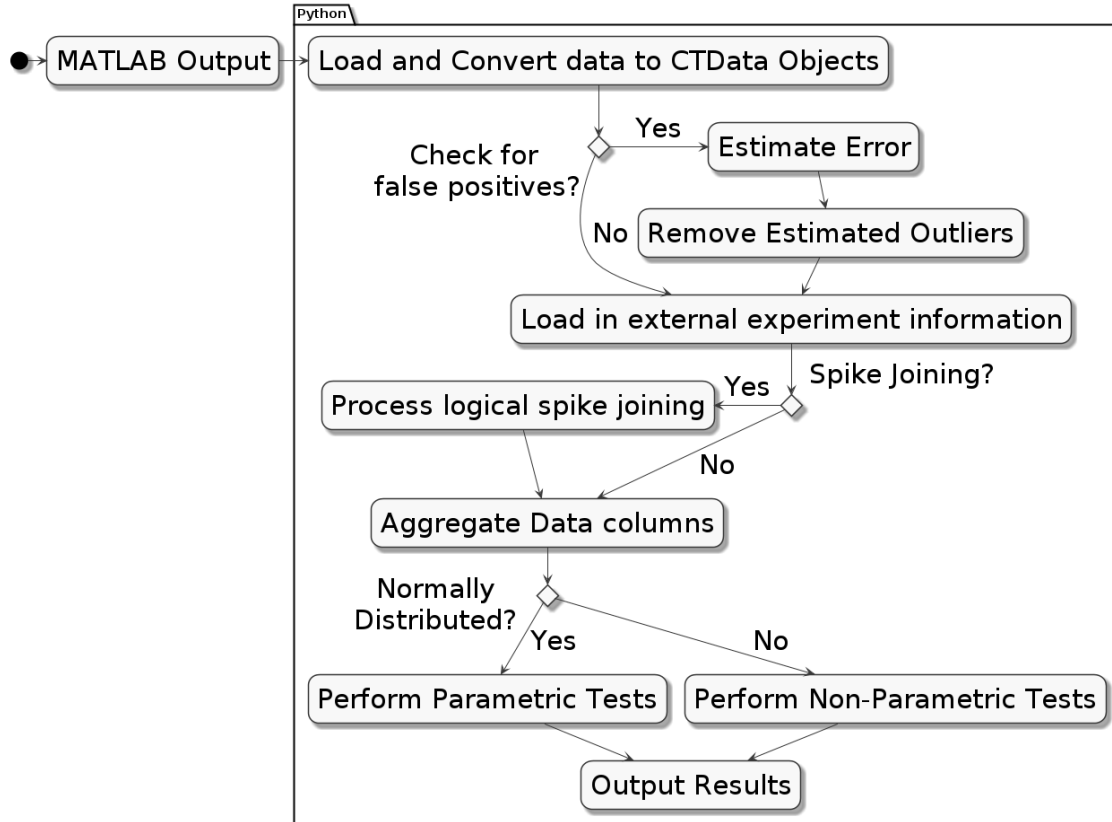 Python
MATLAB Output
Load and Convert data to CTData Objects
Yes
Check for
false positives?
Estimate Error
No
Remove Estimated Outliers
Load in external experiment information
Spike Joining?
Yes
Process logical spike joining
No
Aggregate Data columns
Normally
Distributed?
Yes
No
Perform Parametric Tests
Perform Non-Parametric Tests
Output Results